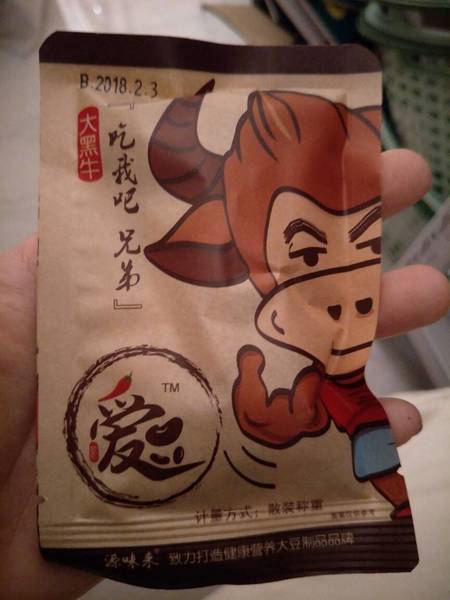 B.2018.2.3
大黑牛
『吃我吧 兄弟』
TM
爱
计量方式：散装称重
源味来 致力打造健康营养大豆制品品牌